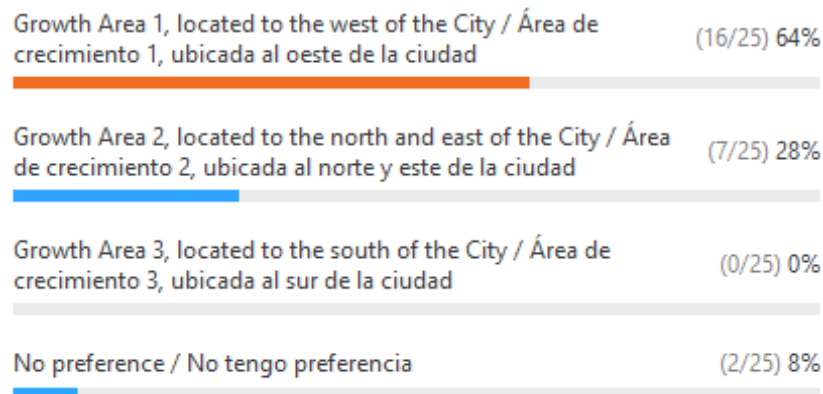 Growth Area 1, located to the west of the City / Área de
crecimiento 1, ubicada al oeste de la ciudad
(16/25) 64%
Growth Area 2, located to the north and east of the City / Área
de crecimiento 2, ubicada al norte y este de la ciudad
(7/25) 28%
Growth Area 3, located to the south of the City / Área de
crecimiento 3, ubicada al sur de la ciudad
(0/25) 0%
No preference / No tengo preferencia
(2/25) 8%